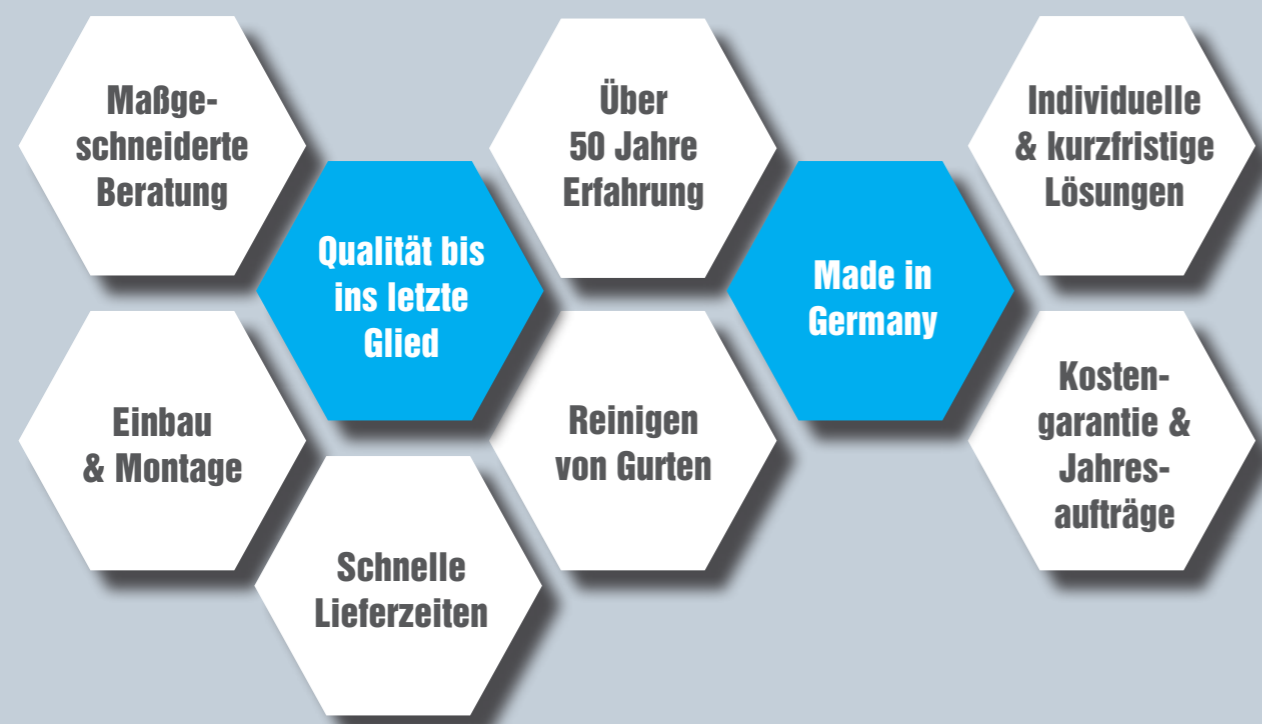 Maßge-
schneiderte
Beratung
Qualität bis
ins letzte
Glied
Über
50 Jahre
Erfahrung
Made in
Germany
Individuelle
& kurzfristige
Lösungen
Einbau
& Montage
Schnelle
Lieferzeiten
Reinigen
von Gurten
Kosten-
garantie &
Jahres-
aufträge